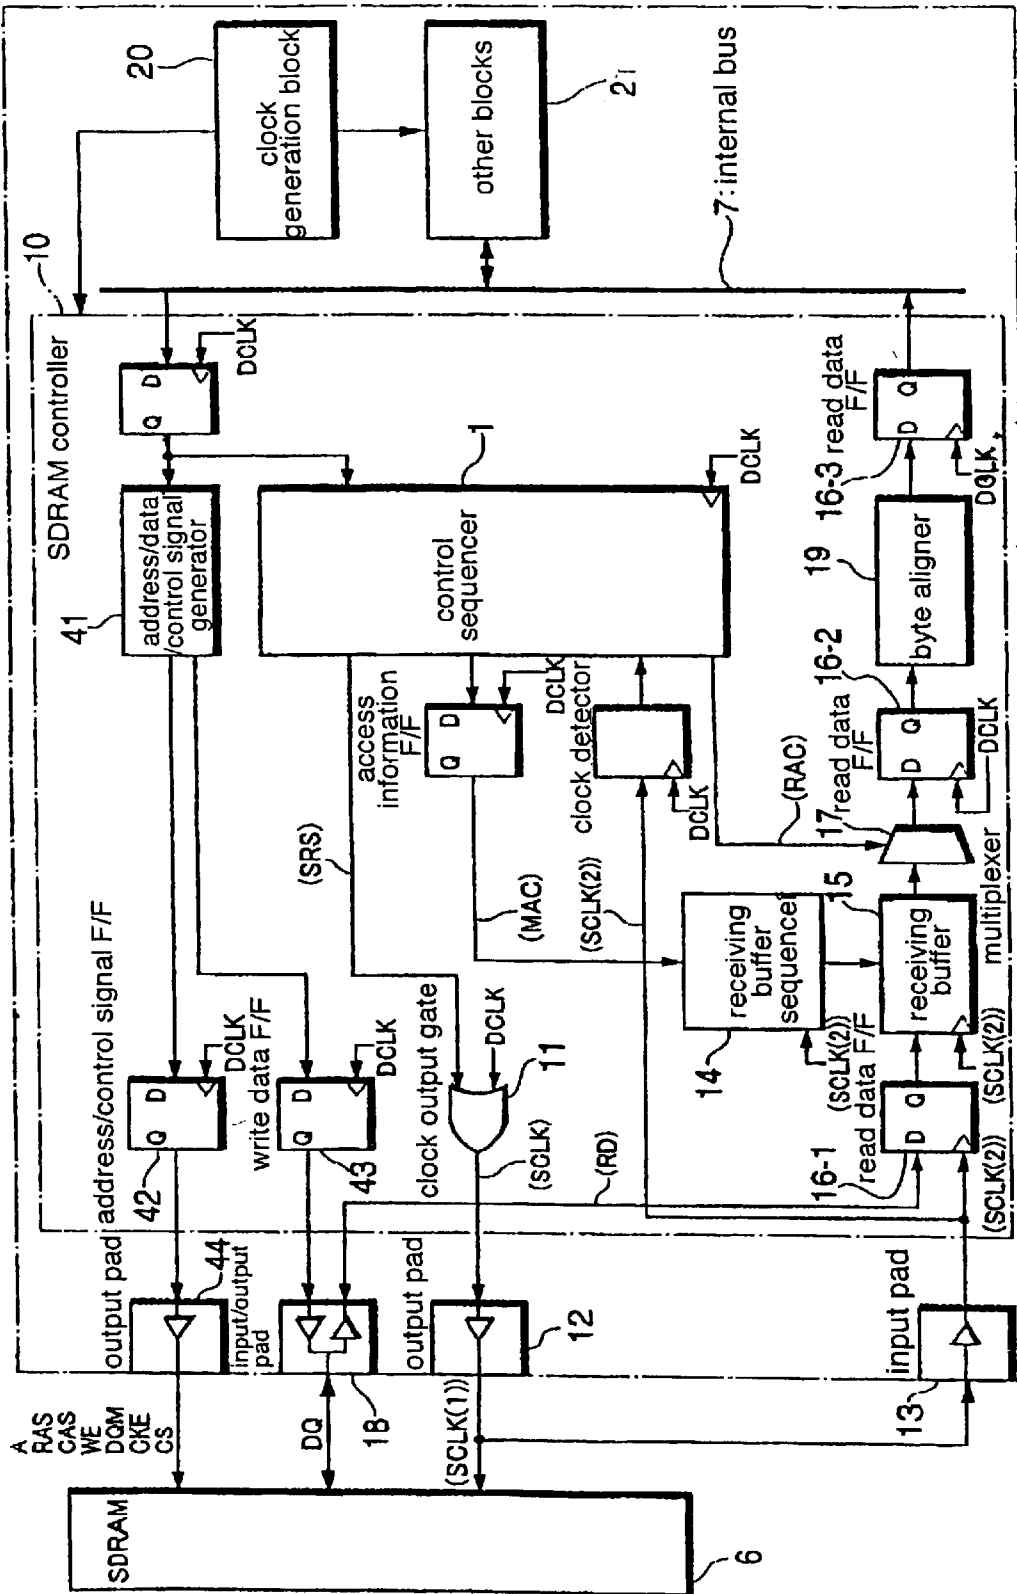 20
clock
generation block
other blocks
21
7: internal bus
10
SDRAM controller
D
Q
DCLK
41
address/data
/control signal
generator
1
control
sequencer
DCLK
access
information
F/F
D
Q
DCLK
clock detector
DCLK
(SRS)
(MAC)
(SCLK(2))
(RAC)
16-3
read data
F/F
D
Q
DCLK
19
byte aligner
16-2
read data
F/F
D
Q
DCLK
17
multiplexer
15
receiving
buffer
(SCLK(2))
14
receiving
buffer
sequencer
(SCLK(2))
read data F/F
16-1
D
Q
(SCLK(2))
address/control signal F/F
42
D
Q
DCLK
write data F/F
43
D
Q
DCLK
clock output gate
11
DCLK
(SCLK)
(RD)
output pad
44
input/output
pad
18
output pad
12
input pad
13
A
RAS
CAS
WE
DQM
CKE
CS
DQ
(SCLK(1))
SDRAM
6